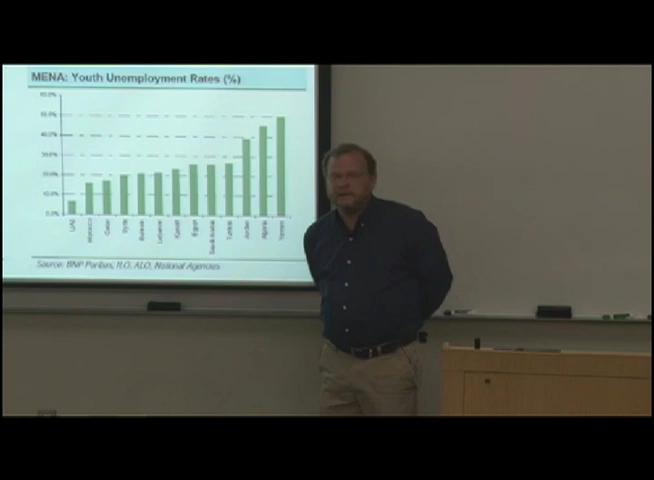 MENA: Youth Unemployment Rates (%)
60.0%
50.0%
40.0%
30.0%
20.0%
10.0%
0.0%
UAE
Morocco
Qatar
Syria
Bahrain
Lebanon
Kuwait
Egypt
Saudi Arabia
Turkey
Jordan
Algeria
Yemen
Source: BNP Paribas, ILO, ALO, National Agencies